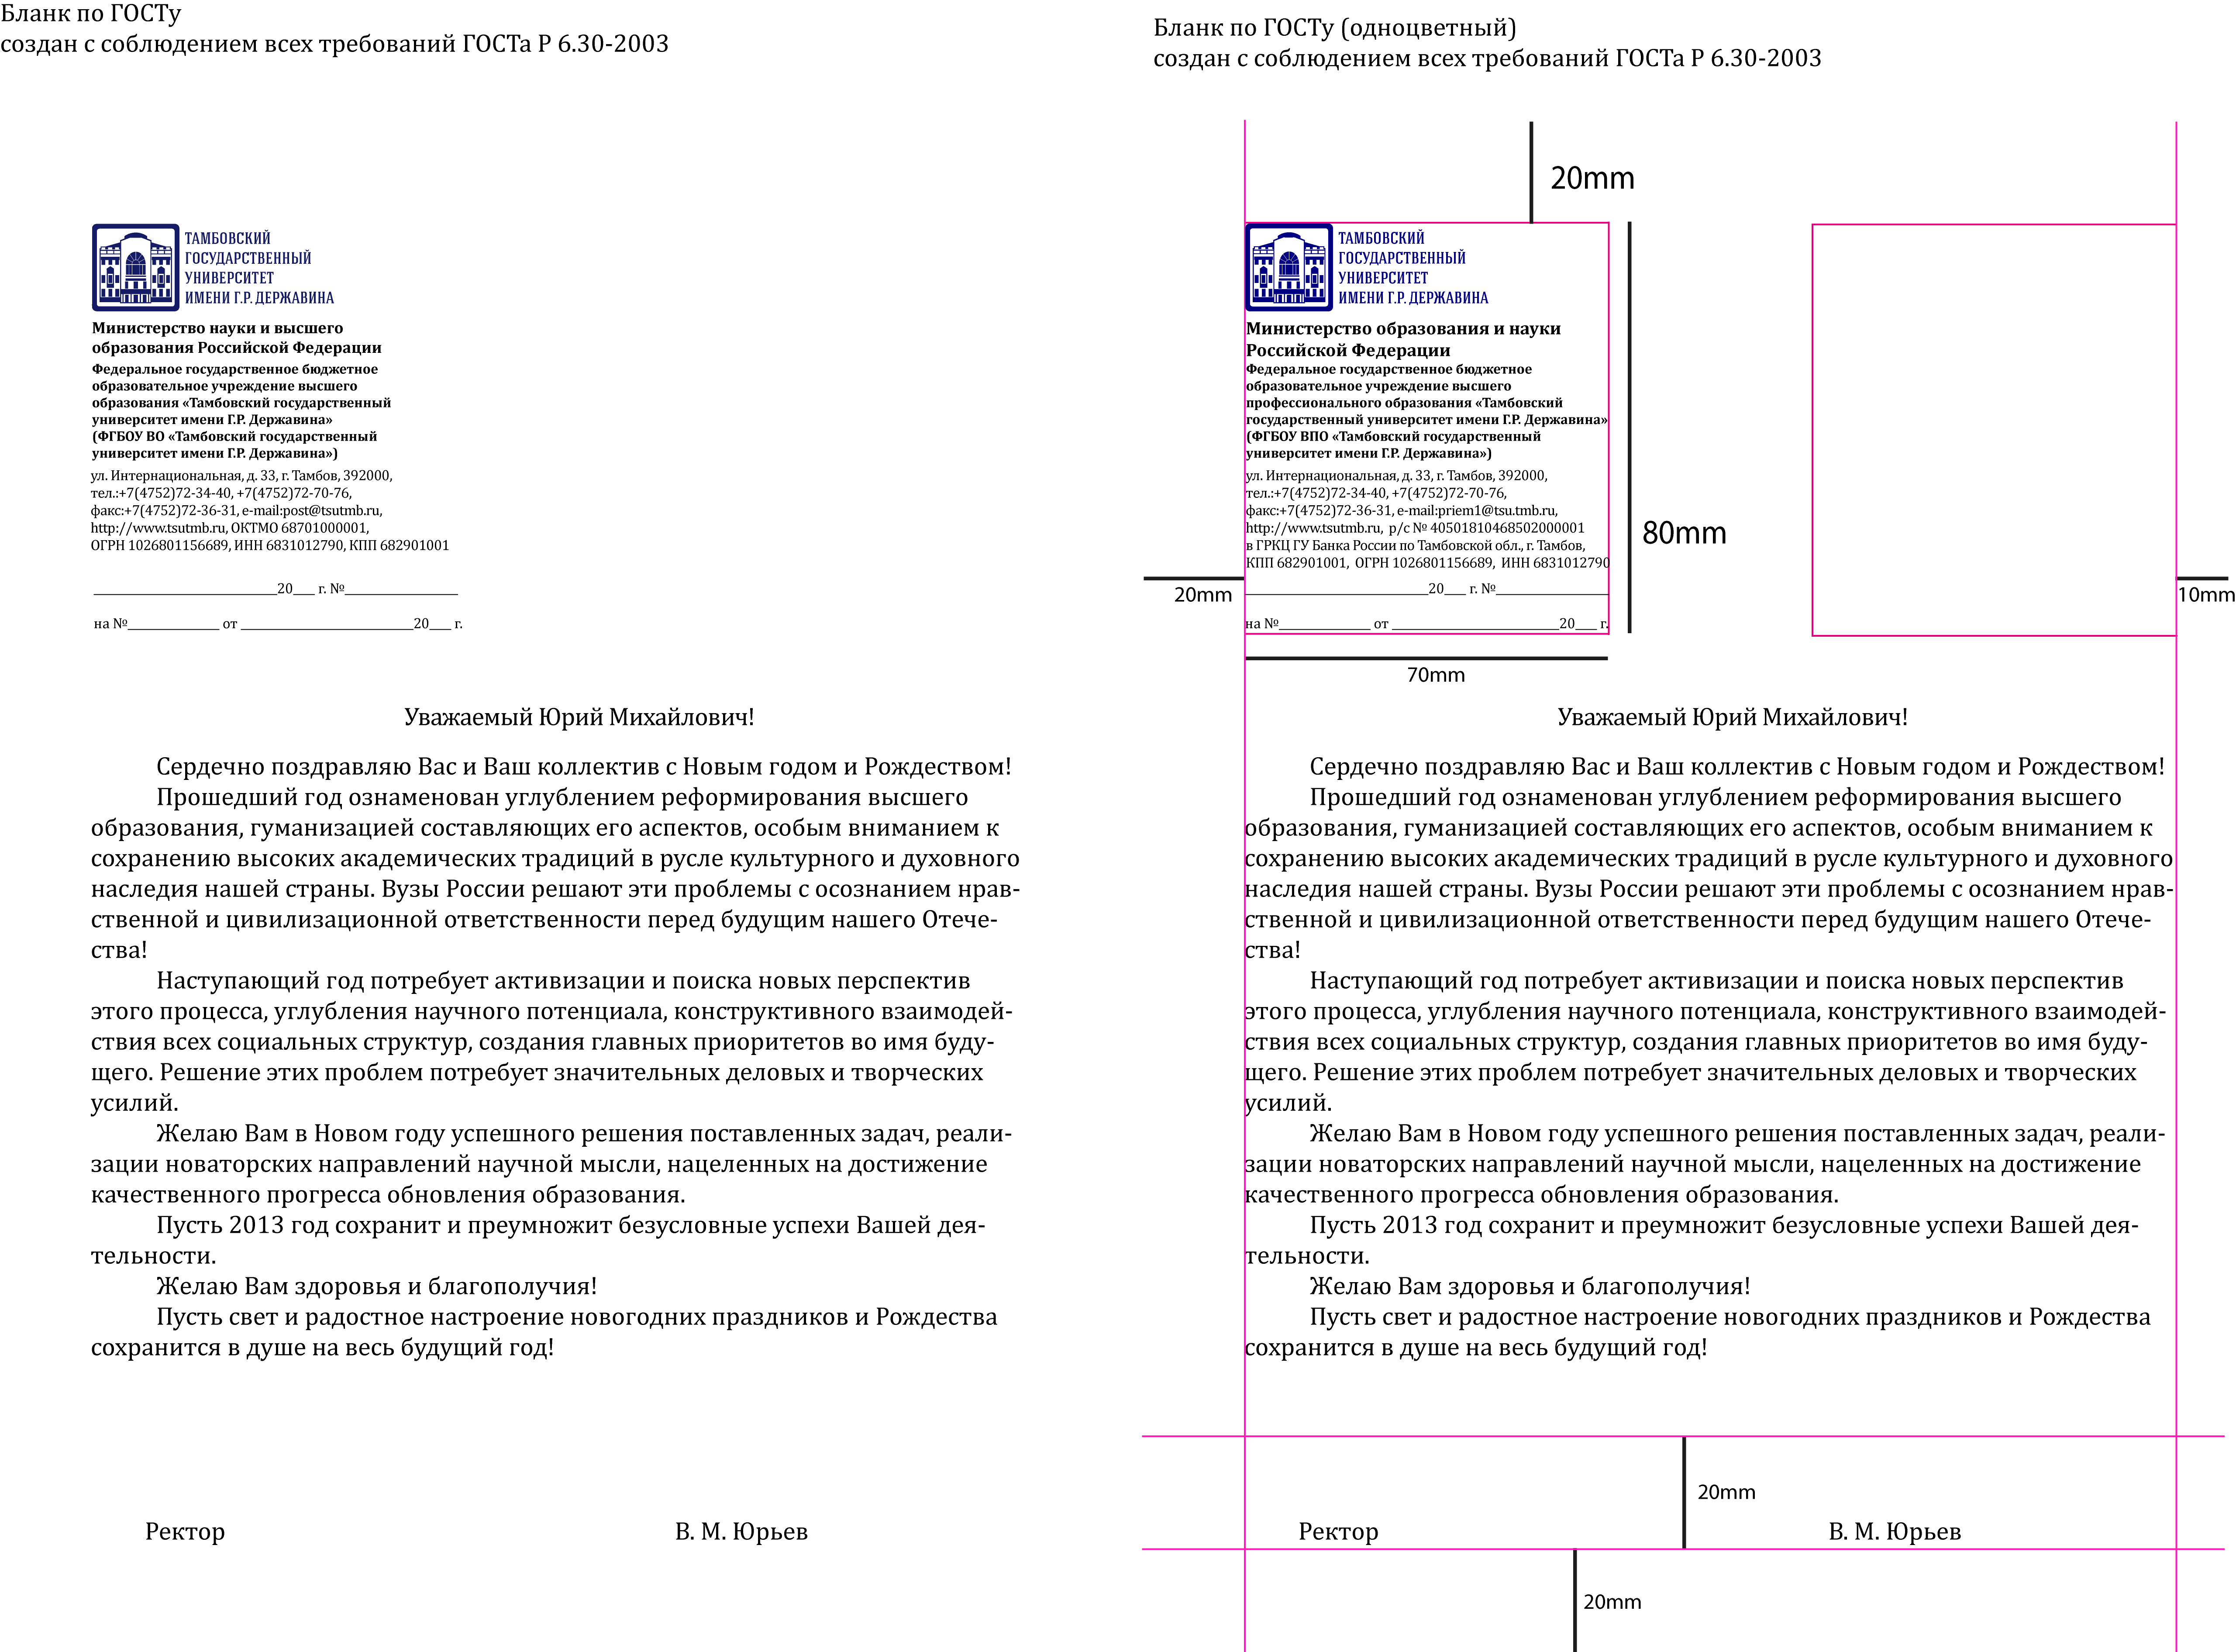 Бланк по ГОСТу
создан с соблюдением всех требований ГОСТа Р 6.30-2003
ТАМБОВСКИЙ
ГОСУДАРСТВЕННЫЙ
УНИВЕРСИТЕТ
ИМЕНИ Г.Р. ДЕРЖАВИНА
Министерство науки и высшего
образования Российской Федерации
Федеральное государственное бюджетное
образовательное учреждение высшего
образования «Тамбовский государственный
университет имени Г.Р. Державина»
(ФГБОУ ВО «Тамбовский государственный
университет имени Г.Р. Державина»)
ул. Интернациональная, д. 33, г. Тамбов, 392000,
тел.:+7(4752)72-34-40, +7(4752)72-70-76,
факс:+7(4752)72-36-31, e-mail:post@tsutmb.ru,
http://www.tsutmb.ru, ОКТМО 68701000001,
ОГРН 1026801156689, ИНН 6831012790, КПП 682901001
_________________________20___ г. №________________
на №_____________ от ________________________20___ г.
Уважаемый Юрий Михайлович!
Сердечно поздравляю Вас и Ваш коллектив с Новым годом и Рождеством!
Прошедший год ознаменован углублением реформирования высшего
образования, гуманизацией составляющих его аспектов, особым вниманием к
сохранению высоких академических традиций в русле культурного и духовного
наследия нашей страны. Вузы России решают эти проблемы с осознанием нрав-
ственной и цивилизационной ответственности перед будущим нашего Отече-
ства!
Наступающий год потребует активизации и поиска новых перспектив
этого процесса, углубления научного потенциала, конструктивного взаимодей-
ствия всех социальных структур, создания главных приоритетов во имя буду-
щего. Решение этих проблем потребует значительных деловых и творческих
усилий.
Желаю Вам в Новом году успешного решения поставленных задач, реали-
зации новаторских направлений научной мысли, нацеленных на достижение
качественного прогресса обновления образования.
Пусть 2013 год сохранит и преумножит безусловные успехи Вашей дея-
тельности.
Желаю Вам здоровья и благополучия!
Пусть свет и радостное настроение новогодних праздников и Рождества
сохранится в душе на весь будущий год!
Ректор В. М. Юрьев
Бланк по ГОСТу (одноцветный)
создан с соблюдением всех требований ГОСТа Р 6.30-2003
20mm
ТАМБОВСКИЙ
ГОСУДАРСТВЕННЫЙ
УНИВЕРСИТЕТ
ИМЕНИ Г.Р. ДЕРЖАВИНА
Министерство образования и науки
Российской Федерации
Федеральное государственное бюджетное
образовательное учреждение высшего
профессионального образования «Тамбовский
государственный университет имени Г.Р. Державина»
(ФГБОУ ВПО «Тамбовский государственный
университет имени Г.Р. Державина»)
ул. Интернациональная, д. 33, г. Тамбов, 392000,
тел.:+7(4752)72-34-40, +7(4752)72-70-76,
факс:+7(4752)72-36-31, e-mail:priem1@tsu.tmb.ru,
http://www.tsutmb.ru, р/с № 40501810468502000001
в ГРКЦ ГУ Банка России по Тамбовской обл., г. Тамбов,
КПП 682901001, ОГРН 1026801156689, ИНН 6831012790
80mm
_________________________20___ г. №________________
20mm
10mm
на №_____________ от ________________________20___ г.
70mm
Уважаемый Юрий Михайлович!
Сердечно поздравляю Вас и Ваш коллектив с Новым годом и Рождеством!
Прошедший год ознаменован углублением реформирования высшего
образования, гуманизацией составляющих его аспектов, особым вниманием к
сохранению высоких академических традиций в русле культурного и духовного
наследия нашей страны. Вузы России решают эти проблемы с осознанием нрав-
ственной и цивилизационной ответственности перед будущим нашего Отече-
ства!
Наступающий год потребует активизации и поиска новых перспектив
этого процесса, углубления научного потенциала, конструктивного взаимодей-
ствия всех социальных структур, создания главных приоритетов во имя буду-
щего. Решение этих проблем потребует значительных деловых и творческих
усилий.
Желаю Вам в Новом году успешного решения поставленных задач, реали-
зации новаторских направлений научной мысли, нацеленных на достижение
качественного прогресса обновления образования.
Пусть 2013 год сохранит и преумножит безусловные успехи Вашей дея-
тельности.
Желаю Вам здоровья и благополучия!
Пусть свет и радостное настроение новогодних праздников и Рождества
сохранится в душе на весь будущий год!
20mm
Ректор В. М. Юрьев
20mm